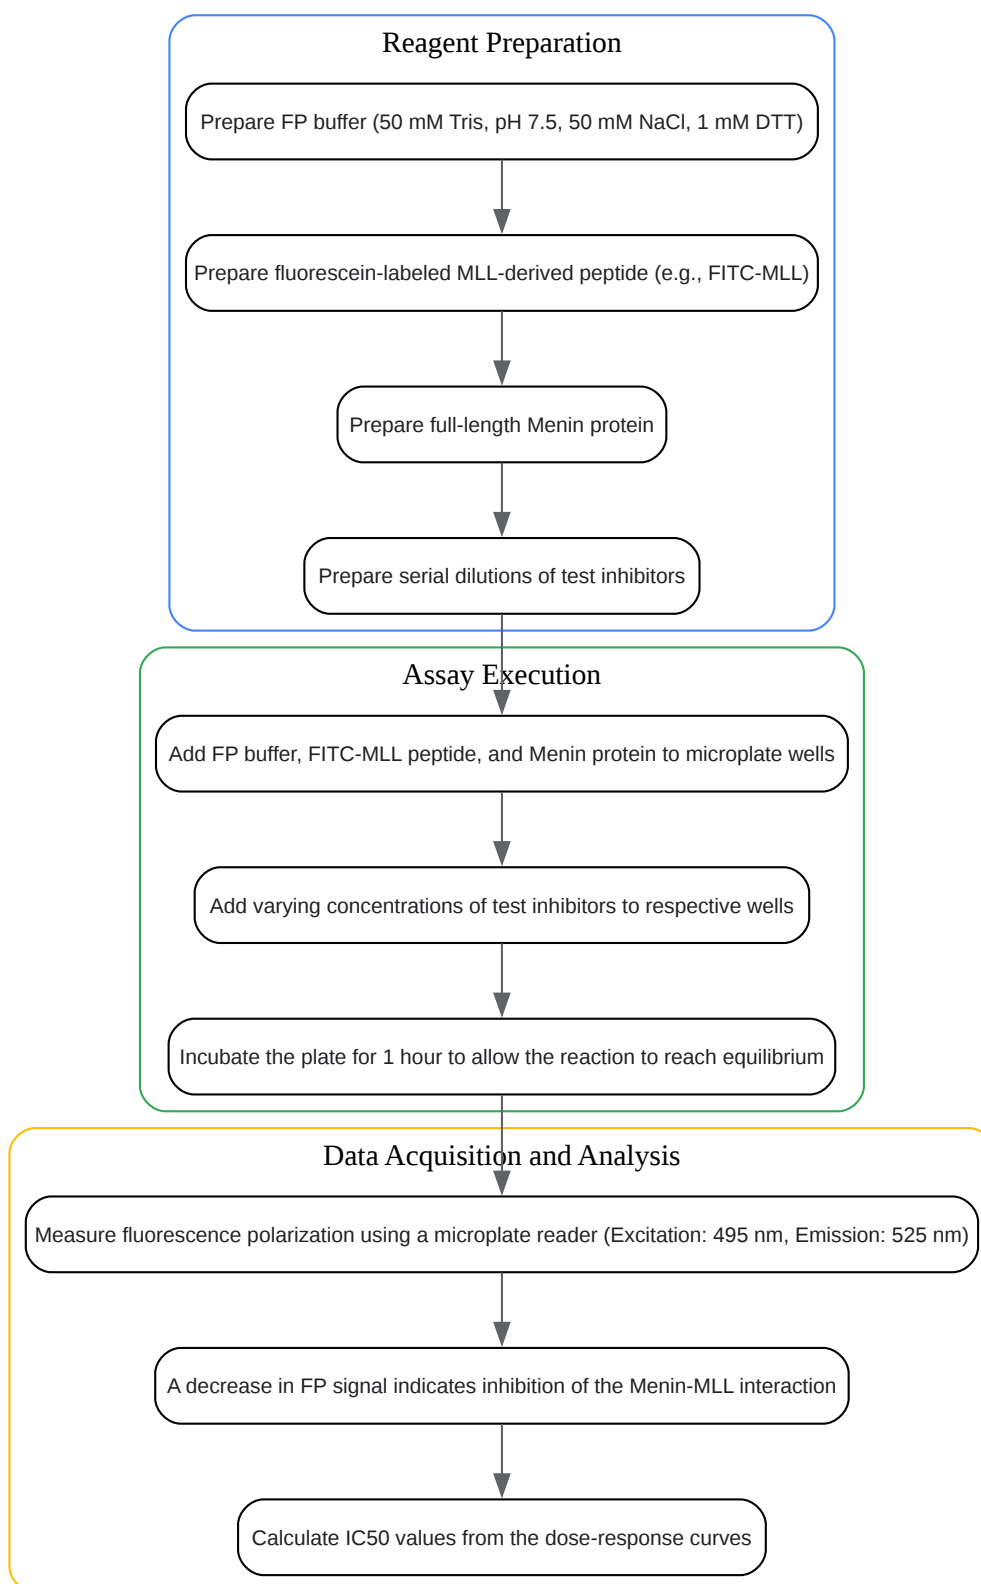 Reagent Preparation
Prepare FP buffer (50 mM Tris, pH 7.5, 50 mM NaCl, 1 mM DTT)
Prepare fluorescein-labeled MLL-derived peptide (e.g., FITC-MLL)
Prepare full-length Menin protein
Prepare serial dilutions of test inhibitors
Assay Execution
Add FP buffer, FITC-MLL peptide, and Menin protein to microplate wells
Add varying concentrations of test inhibitors to respective wells
Incubate the plate for 1 hour to allow the reaction to reach equilibrium
Data Acquisition and Analysis
Measure fluorescence polarization using a microplate reader (Excitation: 495 nm, Emission: 525 nm)
A decrease in FP signal indicates inhibition of the Menin-MLL interaction
Calculate IC50 values from the dose-response curves